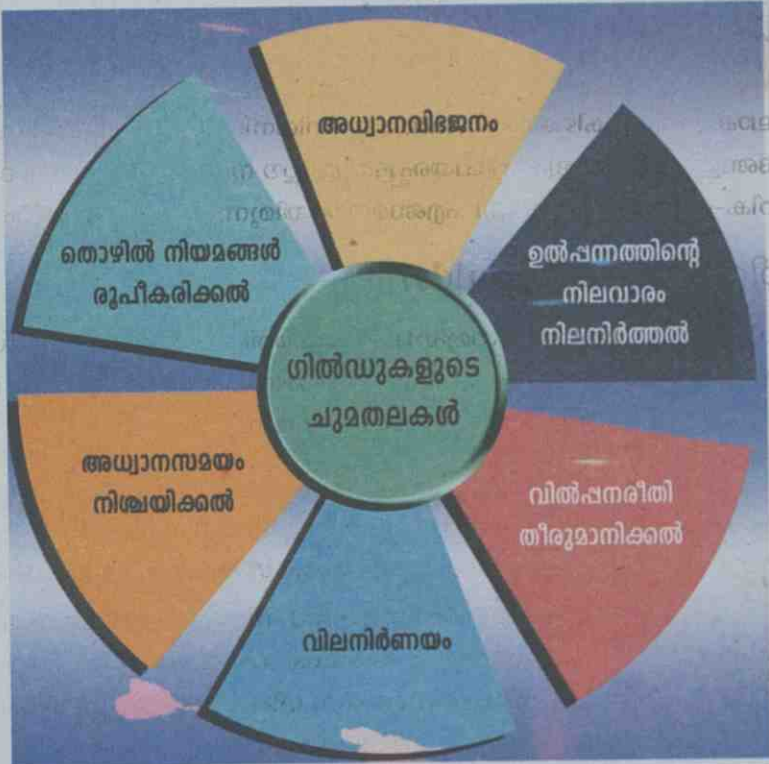 അധ്വാനവിഭജനം
ഉൽപ്പന്നത്തിന്റെ
നിലവാരം
നിലനിർത്തൽ
വിൽപ്പനരീതി
തീരുമാനിക്കൽ
വിലനിർണയം
അധ്വാനസമയം
നിശ്ചയിക്കൽ
തൊഴിൽ നിയമങ്ങൾ
രൂപീകരിക്കൽ
ഗിൽഡുകളുടെ
ചുമതലകൾ